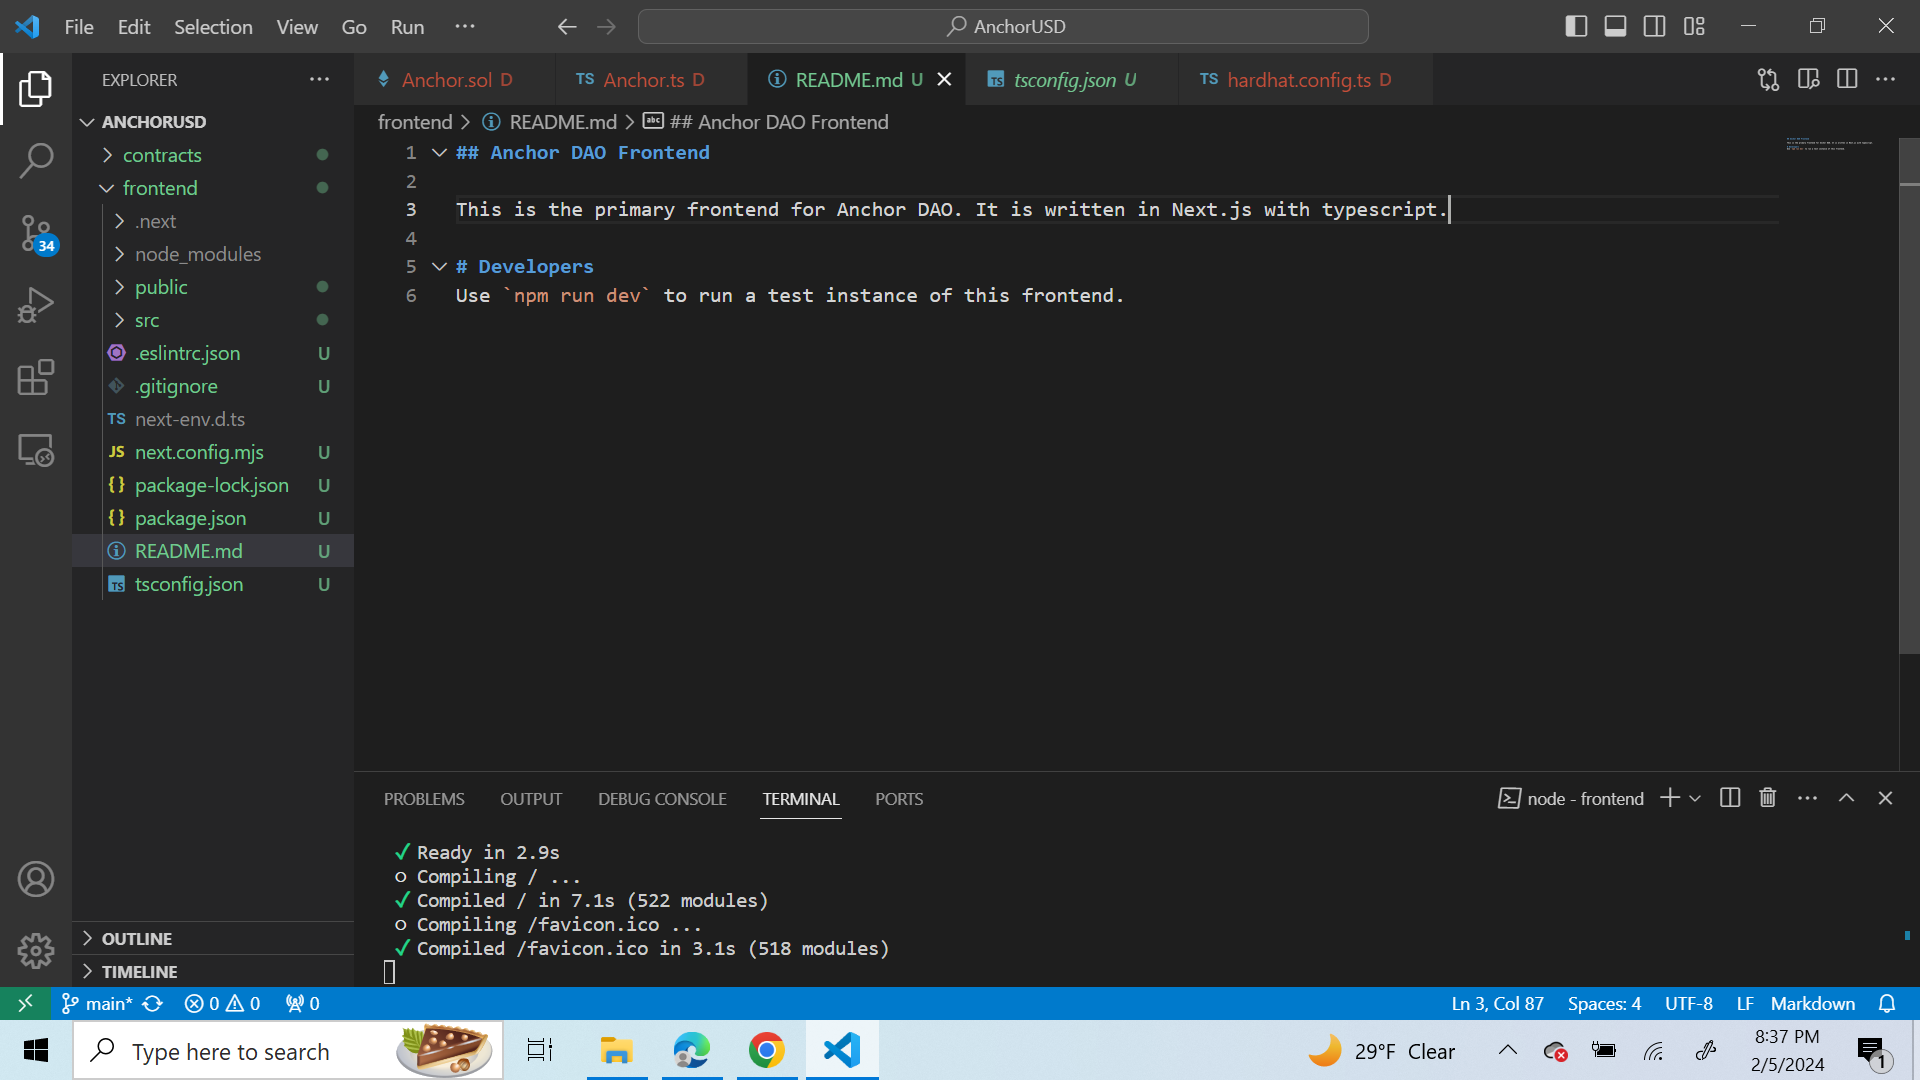 File Edit Selection View Go Run ··· AnchorUSD
EXPLORER ···
Anchor.sol D TS Anchor.ts D README.md U tsconfig.json U TS hardhat.config.ts D
frontend > README.md > ## Anchor DAO Frontend
ANCHORUSD
contracts
frontend
.next
node_modules
public
src
.eslintrc.json U
.gitignore U
TS next-env.d.ts
JS next.config.mjs U
{} package-lock.json U
{} package.json U
README.md U
TS tsconfig.json U
34
OUTLINE
TIMELINE
1 ## Anchor DAO Frontend
2
3 This is the primary frontend for Anchor DAO. It is written in Next.js with typescript.
4
5 # Developers
6 Use `npm run dev` to run a test instance of this frontend.
PROBLEMS OUTPUT DEBUG CONSOLE TERMINAL PORTS node - frontend
✓ Ready in 2.9s
○ Compiling / ...
✓ Compiled / in 7.1s (522 modules)
○ Compiling /favicon.ico ...
✓ Compiled /favicon.ico in 3.1s (518 modules)
main* 0 0 0 Ln 3, Col 87 Spaces: 4 UTF-8 LF Markdown
Type here to search 29°F Clear 8:37 PM
2/5/2024 1